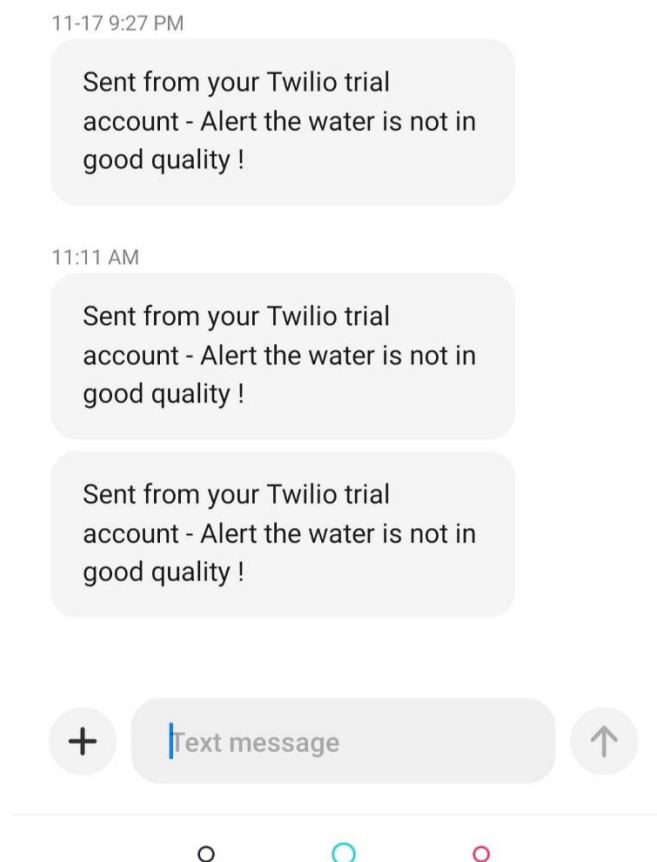 11-17 9:27 PM
Sent from your Twilio trial
account - Alert the water is not in
good quality !
11:11 AM
Sent from your Twilio trial
account - Alert the water is not in
good quality !
Sent from your Twilio trial
account - Alert the water is not in
good quality !
Text message